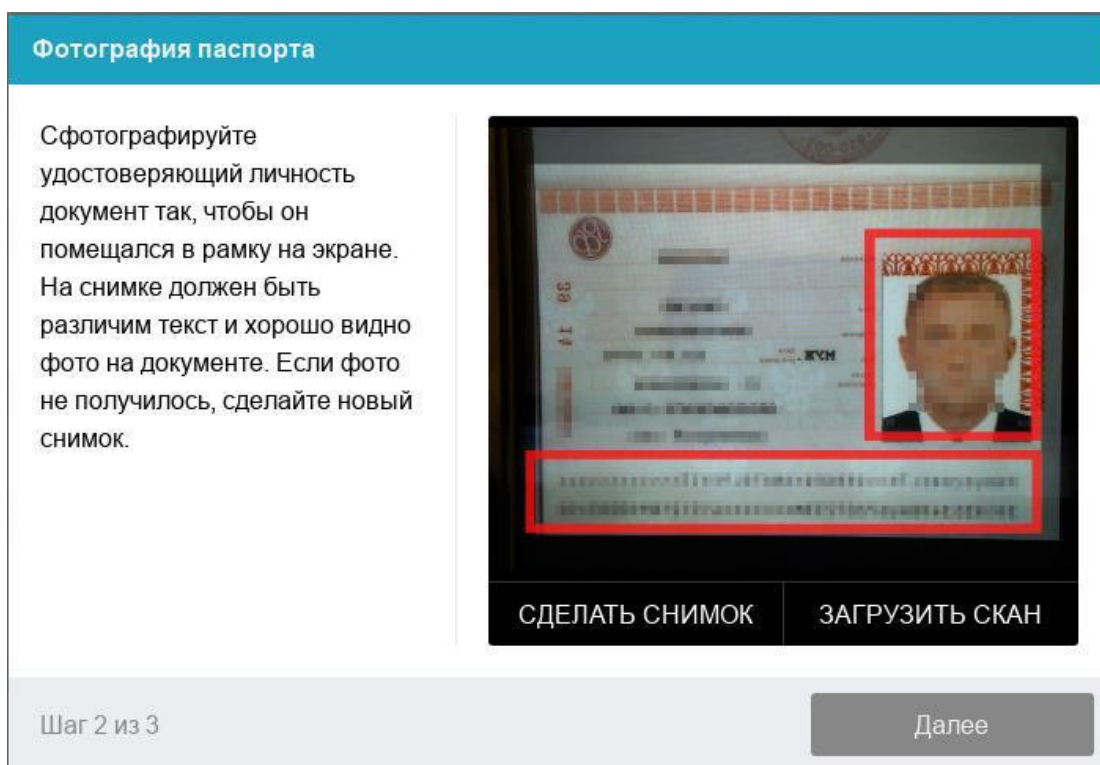 Фотография паспорта
Сфотографируйте
удостоверяющий личность
документ так, чтобы он
помещался в рамку на экране.
На снимке должен быть
различим текст и хорошо видно
фото на документе. Если фото
не получилось, сделайте новый
снимок.
МУЖ.
СДЕЛАТЬ СНИМОК
ЗАГРУЗИТЬ СКАН
Шаг 2 из 3
Далее